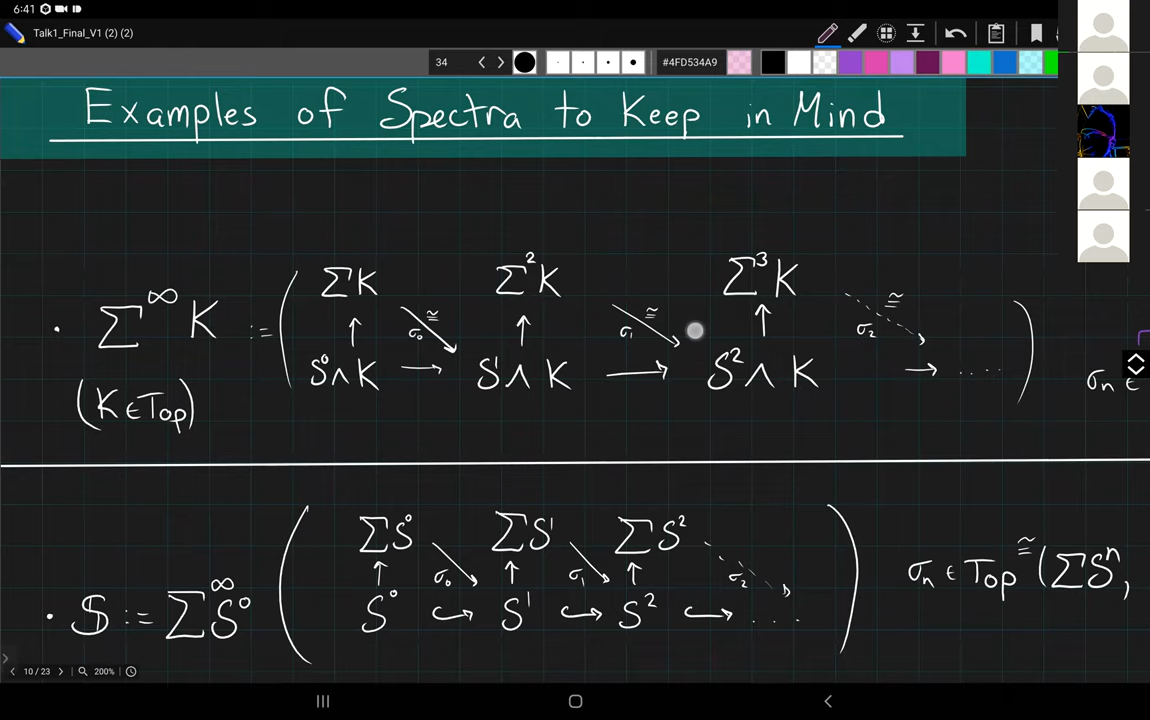 6:41
Talk1_Final_V1 (2) (2)
34
#4FD534A9
Examples of Spectra to Keep in Mind
ΣK Σ²K Σ³K
σ₀ ≅ σ₁ ≅ σ₂ ≅
· Σ^∞ K := ( S⁰∧K → S¹∧K → S²∧K → ····· ) σₙ ∈
(K∈Top)
ΣS⁰ ΣS¹ ΣS²
σ₀ σ₁ σ₂ σₙ ∈ Top^≅ (ΣSⁿ,
· 𝕊 := Σ^∞ S⁰ ( S⁰ ↪ S¹ ↪ S² ↪ ··· )
10 / 23
200%